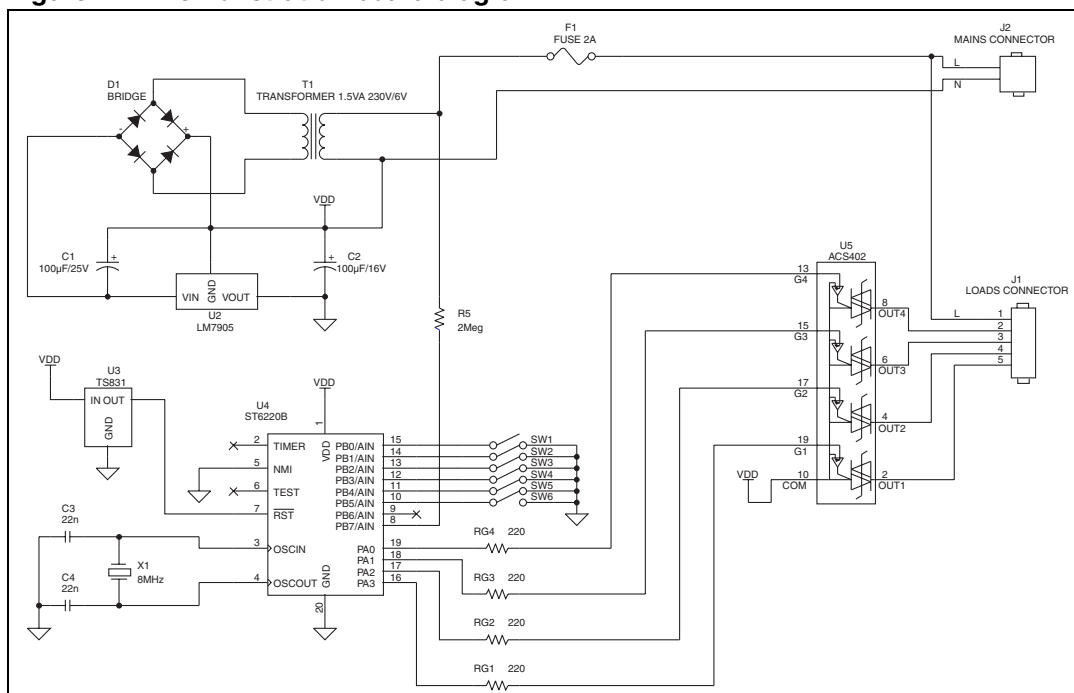 F1
FUSE 2A
J2
MAINS CONNECTOR
L
N
D1
BRIDGE
T1
TRANSFORMER 1.5VA 230V/6V
-
+
VDD
C1
100µF/25V
+
C2
100µF/16V
+
VIN
GND
VOUT
U2
LM7905
R5
2Meg
U5
ACS402
13
G4
8
OUT4
15
G3
6
OUT3
17
G2
4
OUT2
19
G1
VDD
10
COM
2
OUT1
J1
LOADS CONNECTOR
L
1
2
3
4
5
VDD
U3
TS831
IN OUT
GND
VDD
U4
ST6220B
1
VDD
2 TIMER
5 NMI
6 TEST
7 RST
3 OSCIN
4 OSCOUT
GND
20
PB0/AIN 15 SW1
PB1/AIN 14 SW2
PB2/AIN 13 SW3
PB3/AIN 12 SW4
PB4/AIN 11 SW5
PB5/AIN 10 SW6
PB6/AIN 9
PB7/AIN 8
PA0 19
PA1 18
PA2 17
PA3 16
C3
22n
C4
22n
X1
8MHz
RG4 220
RG3 220
RG2 220
RG1 220